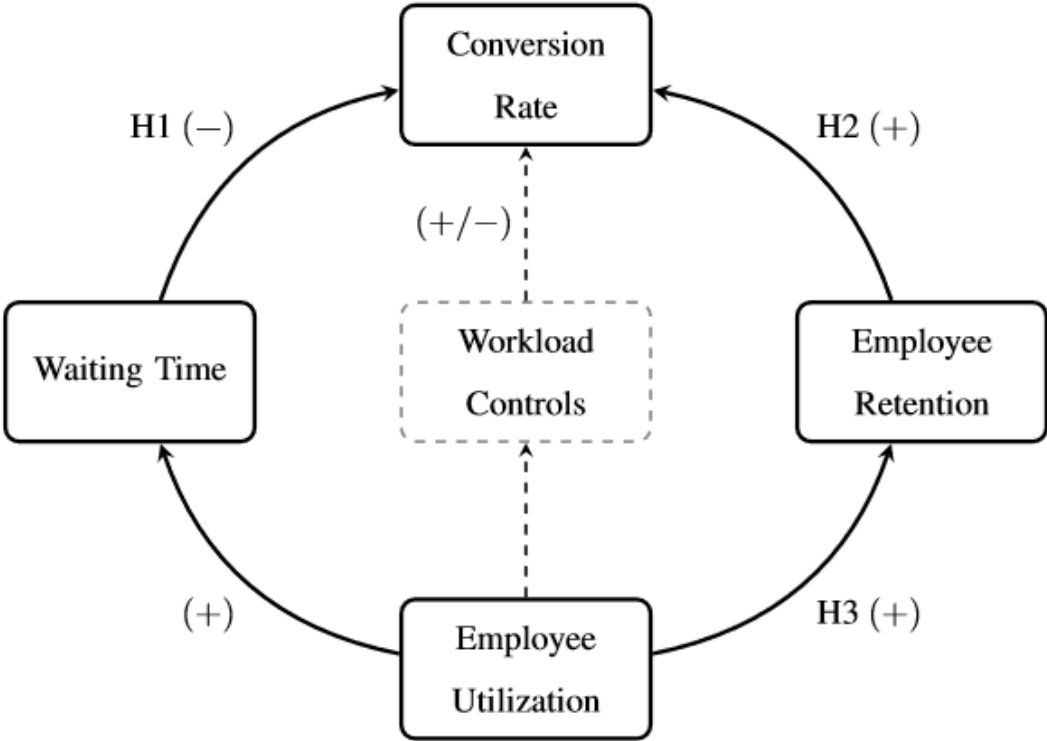 Conversion
Rate
H1 (−)
H2 (+)
(+/−)
Waiting Time
Workload
Controls
Employee
Retention
(+)
H3 (+)
Employee
Utilization